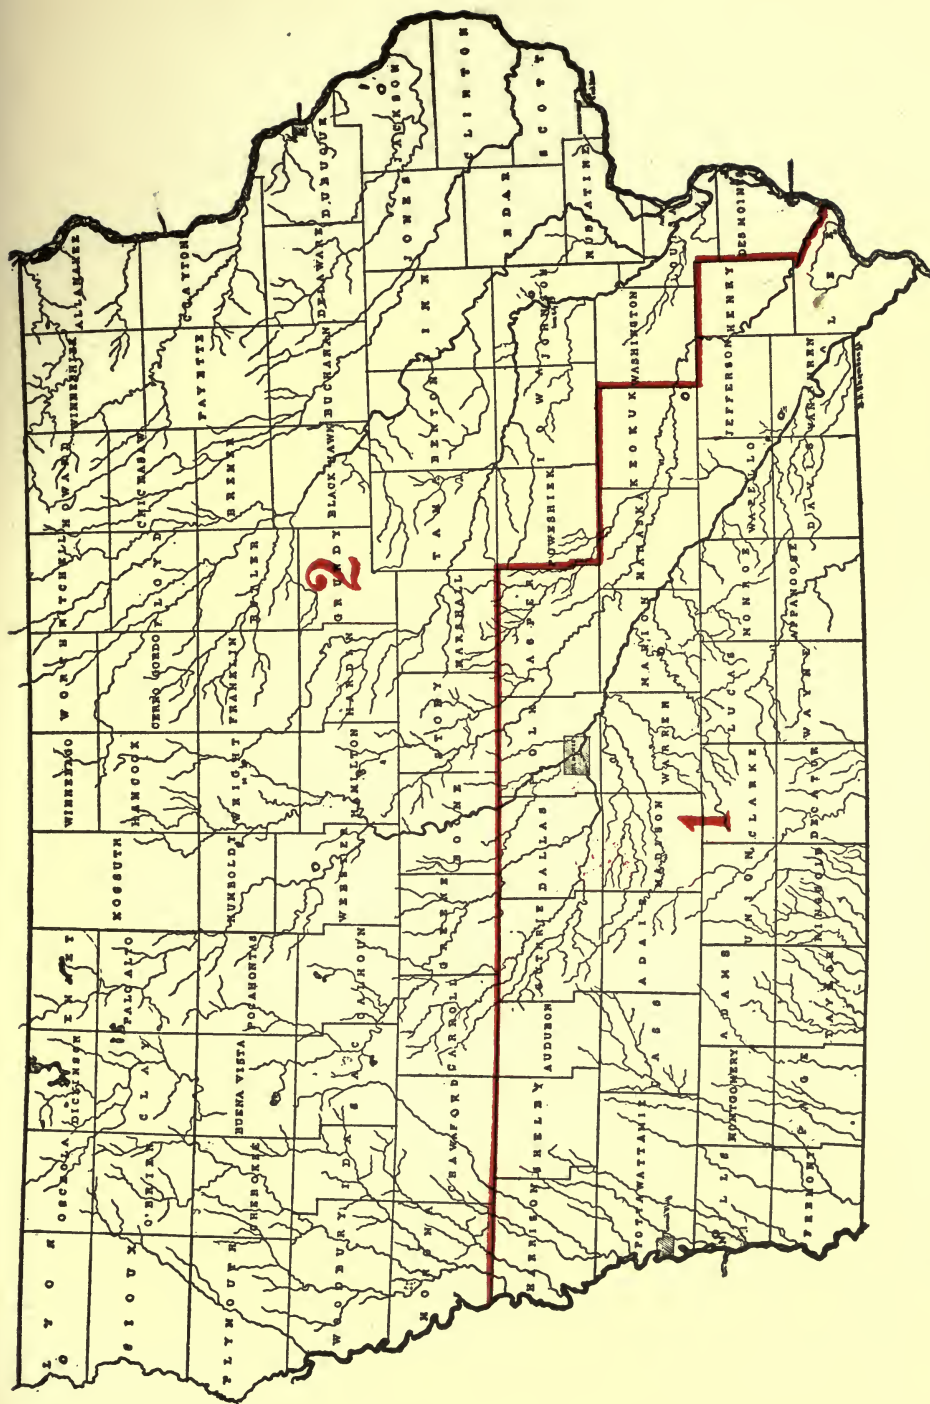 LYON
OSCEOLA
DICKINSON
EMMET
KOSSUTH
WINNEBAGO
WORTH
MITCHELL
HOWARD
WINNESHIEK
ALLAMAKEE
SIOUX
O'BRIEN
CLAY
PALO ALTO
HANCOCK
CERRO GORDO
FLOYD
CHICKASAW
PLYMOUTH
CHEROKEE
BUENA VISTA
POCAHONTAS
HUMBOLDT
WRIGHT
FRANKLIN
BUTLER
BREMER
FAYETTE
CLAYTON
WOODBURY
IDA
SAC
CALHOUN
WEBSTER
HAMILTON
HARDIN
GRUNDY
2
BLACK HAWK
BUCHANAN
DELAWARE
DUBUQUE
MONONA
CRAWFORD
CARROLL
GREENE
BOONE
STORY
MARSHALL
TAMA
BENTON
LINN
JONES
JACKSON
HARRISON
SHELBY
AUDUBON
GUTHRIE
DALLAS
POLK
JASPER
POWESHIEK
IOWA
JOHNSON
CEDAR
CLINTON
SCOTT
POTTAWATTAMIE
CASS
ADAIR
MADISON
WARREN
MARION
MAHASKA
KEOKUK
WASHINGTON
MUSCATINE
LOUISA
MILLS
MONTGOMERY
ADAMS
UNION
CLARKE
1
LUCAS
MONROE
WAPELLO
JEFFERSON
HENRY
DESMOINES
FREMONT
PAGE
TAYLOR
RINGGOLD
DECATUR
WAYNE
APPANOOSE
DAVIS
VAN BUREN
LEE